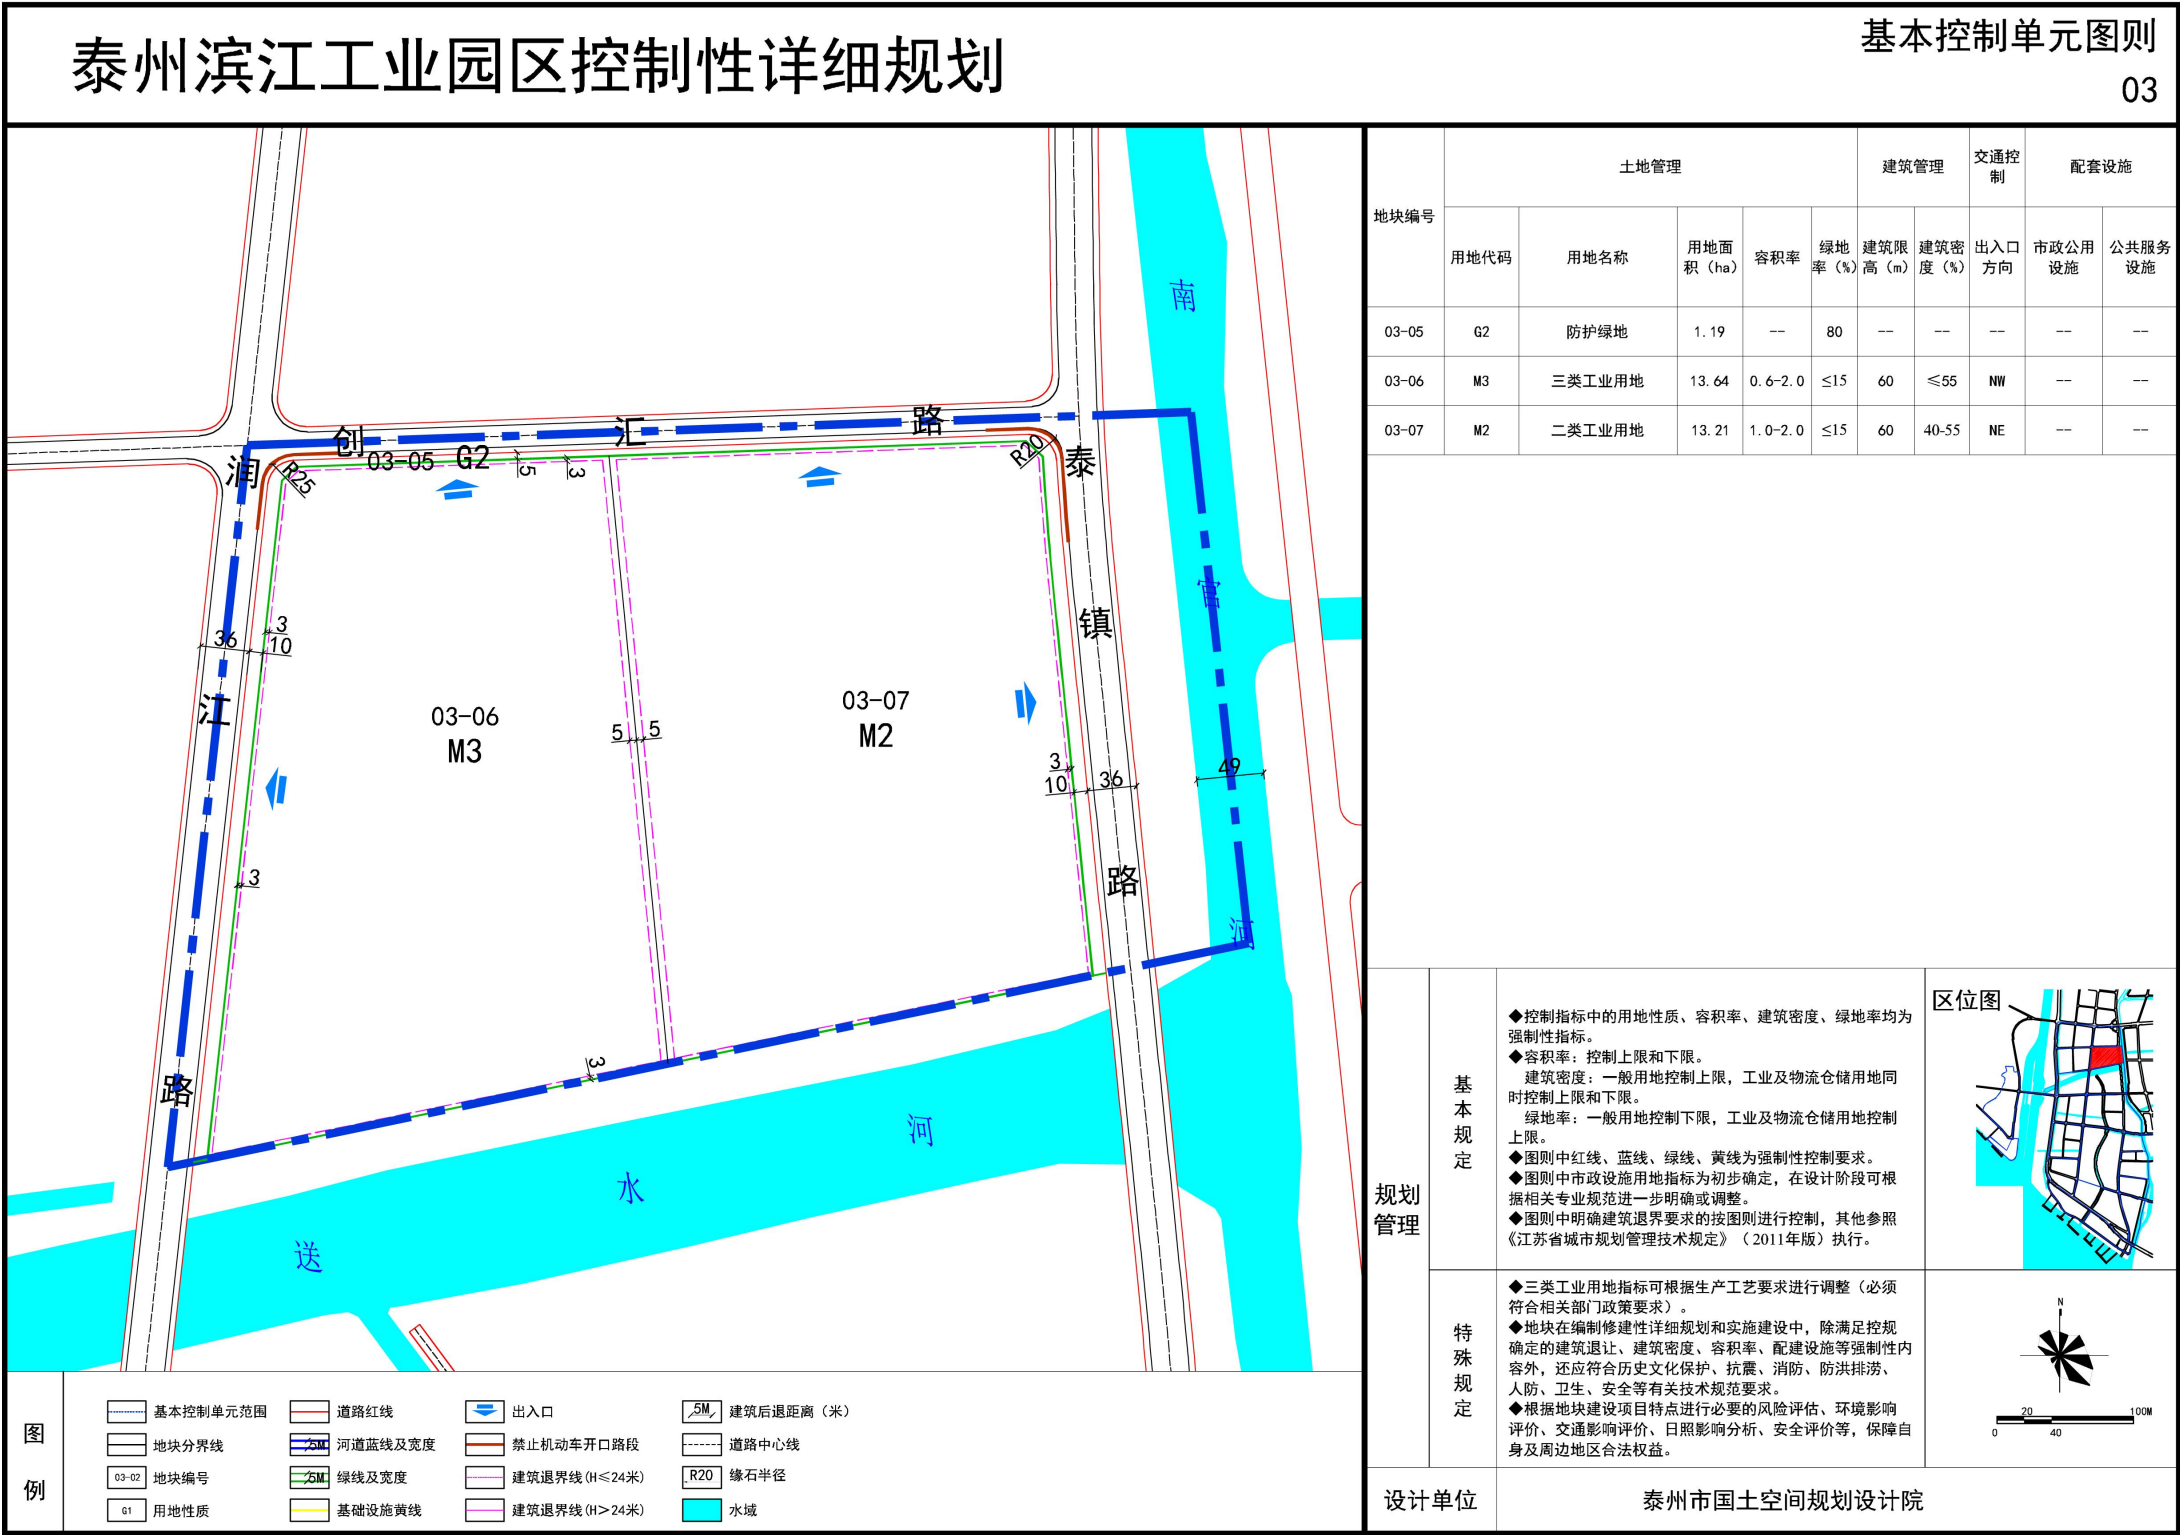 泰州滨江工业园区控制性详细规划
基本控制单元图则
03
南
创 汇 路
润
03-05 G2
R25
5
3
R20
泰
官
镇
36
3
10
江
03-06
M3
03-07
M2
5 5
3
10
36
49
3
路
河
3
路
河
水
送
地块编号
土地管理
建筑管理
交通控制
配套设施
用地代码
用地名称
用地面积（ha）
容积率
绿地率（%）
建筑限高（m）
建筑密度（%）
出入口方向
市政公用设施
公共服务设施
03-05 G2 防护绿地 1.19 -- 80 -- -- -- -- --
03-06 M3 三类工业用地 13.64 0.6-2.0 ≤15 60 ≤55 NW -- --
03-07 M2 二类工业用地 13.21 1.0-2.0 ≤15 60 40-55 NE -- --
规划管理
基本规定
◆控制指标中的用地性质、容积率、建筑密度、绿地率均为
强制性指标。
◆容积率：控制上限和下限。
建筑密度：一般用地控制上限，工业及物流仓储用地同
时控制上限和下限。
绿地率：一般用地控制下限，工业及物流仓储用地控制
上限。
◆图则中红线、蓝线、绿线、黄线为强制性控制要求。
◆图则中市政设施用地指标为初步确定，在设计阶段可根
据相关专业规范进一步明确或调整。
◆图则中明确建筑退界要求的按图则进行控制，其他参照
《江苏省城市规划管理技术规定》（2011年版）执行。
区位图
特殊规定
◆三类工业用地指标可根据生产工艺要求进行调整（必须
符合相关部门政策要求）。
◆地块在编制修建性详细规划和实施建设中，除满足控规
确定的建筑退让、建筑密度、容积率、配建设施等强制性内
容外，还应符合历史文化保护、抗震、消防、防洪排涝、
人防、卫生、安全等有关技术规范要求。
◆根据地块建设项目特点进行必要的风险评估、环境影响
评价、交通影响评价、日照影响分析、安全评价等，保障自
身及周边地区合法权益。
N
20 100M
0 40
设计单位
泰州市国土空间规划设计院
图例
基本控制单元范围
道路红线
出入口
5M 建筑后退距离（米）
地块分界线
5M 河道蓝线及宽度
禁止机动车开口路段
道路中心线
03-02 地块编号
5M 绿线及宽度
建筑退界线(H≤24米)
R20 缘石半径
G1 用地性质
基础设施黄线
建筑退界线(H＞24米)
水域